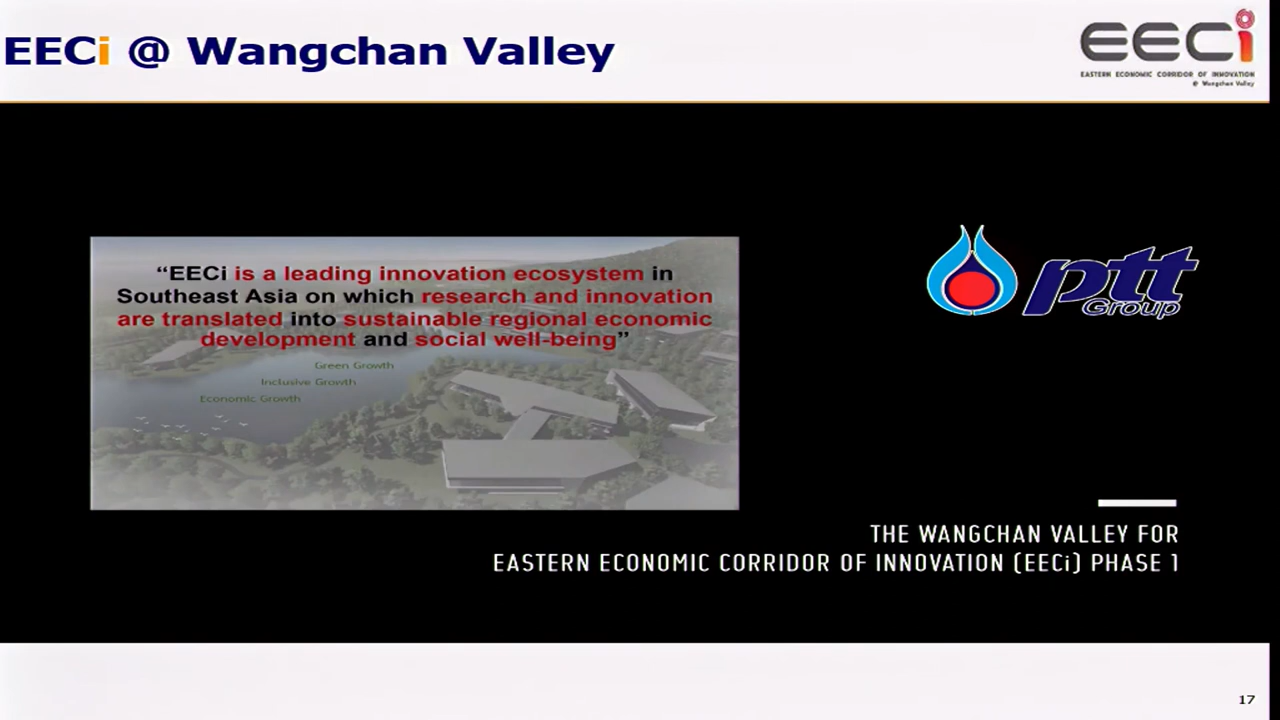 EECi @ Wangchan Valley
EECi
EASTERN ECONOMIC CORRIDOR OF INNOVATION
@ Wangchan Valley
“EECi is a leading innovation ecosystem in
Southeast Asia on which research and innovation
are translated into sustainable regional economic
development and social well-being”
Green Growth
Inclusive Growth
Economic Growth
ptt
Group
THE WANGCHAN VALLEY FOR
EASTERN ECONOMIC CORRIDOR OF INNOVATION (EECi) PHASE 1
17